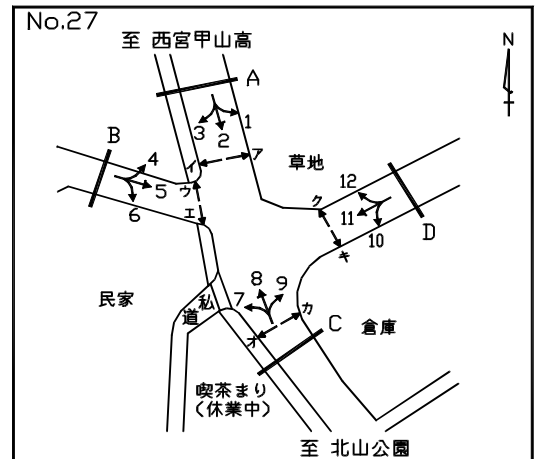 No.27
至 西宮甲山高
N
A
B
3
2
1
イ
ア
4
5
6
ウ
エ
草地
ク
12
11
10
キ
D
民家
私
道
7
8
9
オ
カ
C
倉庫
喫茶まり
(休業中)
至 北山公園